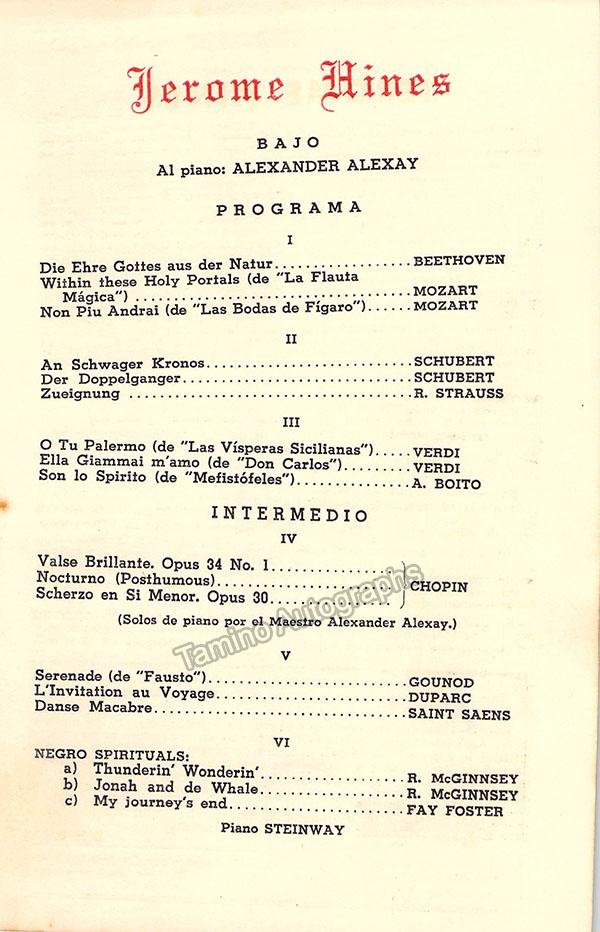 Jerome Hines
BAJO
Al piano: ALEXANDER ALEXAY
PROGRAMA
I
Die Ehre Gottes aus der Natur..................BEETHOVEN
Within these Holy Portals (de "La Flauta
Mágica") ....................................MOZART
Non Piu Andrai (de "Las Bodas de Fígaro")......MOZART
II
An Schwager Kronos...........................SCHUBERT
Der Doppelganger..............................SCHUBERT
Zueignung .....................................R. STRAUSS
III
O Tu Palermo (de "Las Vísperas Sicilianas").....VERDI
Ella Giammai m'amo (de "Don Carlos").........VERDI
Son lo Spirito (de "Mefistófeles")...............A. BOITO
INTERMEDIO
IV
Valse Brillante. Opus 34 No. 1................
Nocturno (Posthumous).......................
Scherzo en Si Menor. Opus 30................
CHOPIN
(Solos de piano por el Maestro Alexander Alexay.)
Tamino Autographs
V
Serenade (de "Fausto")..........................GOUNOD
L'Invitation au Voyage.........................DUPARC
Danse Macabre.................................SAINT SAENS
VI
NEGRO SPIRITUALS:
a) Thunderin' Wonderin'...................R. McGINNSEY
b) Jonah and de Whale.....................R. McGINNSEY
c) My journey's end........................FAY FOSTER
Piano STEINWAY